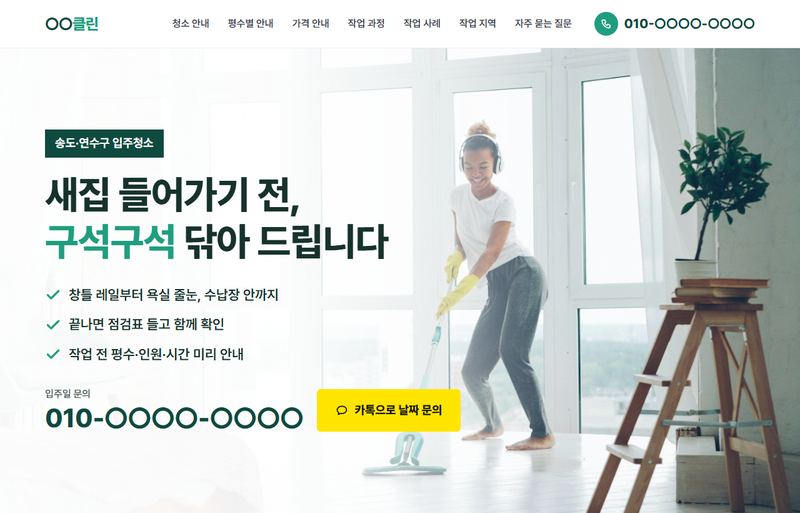 OO클린
청소 안내 평수별 안내 가격 안내 작업 과정 작업 사례 작업 지역 자주 묻는 질문 010-OOOO-OOOO
송도·연수구 입주청소
새집 들어가기 전,
구석구석 닦아 드립니다
창틀 레일부터 욕실 줄눈, 수납장 안까지
끝나면 점검표 들고 함께 확인
작업 전 평수·인원·시간 미리 안내
입주일 문의
010-OOOO-OOOO
카톡으로 날짜 문의